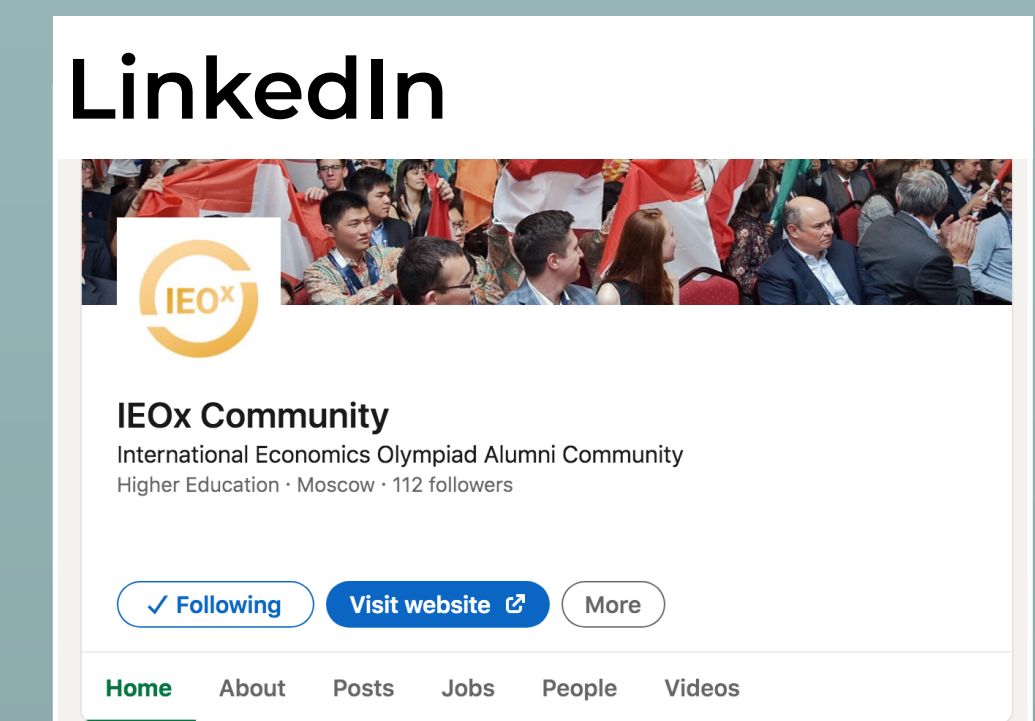 LinkedIn
IEOx
IEOx Community
International Economics Olympiad Alumni Community
Higher Education · Moscow · 112 followers
✓ Following
Visit website
More
Home About Posts Jobs People Videos